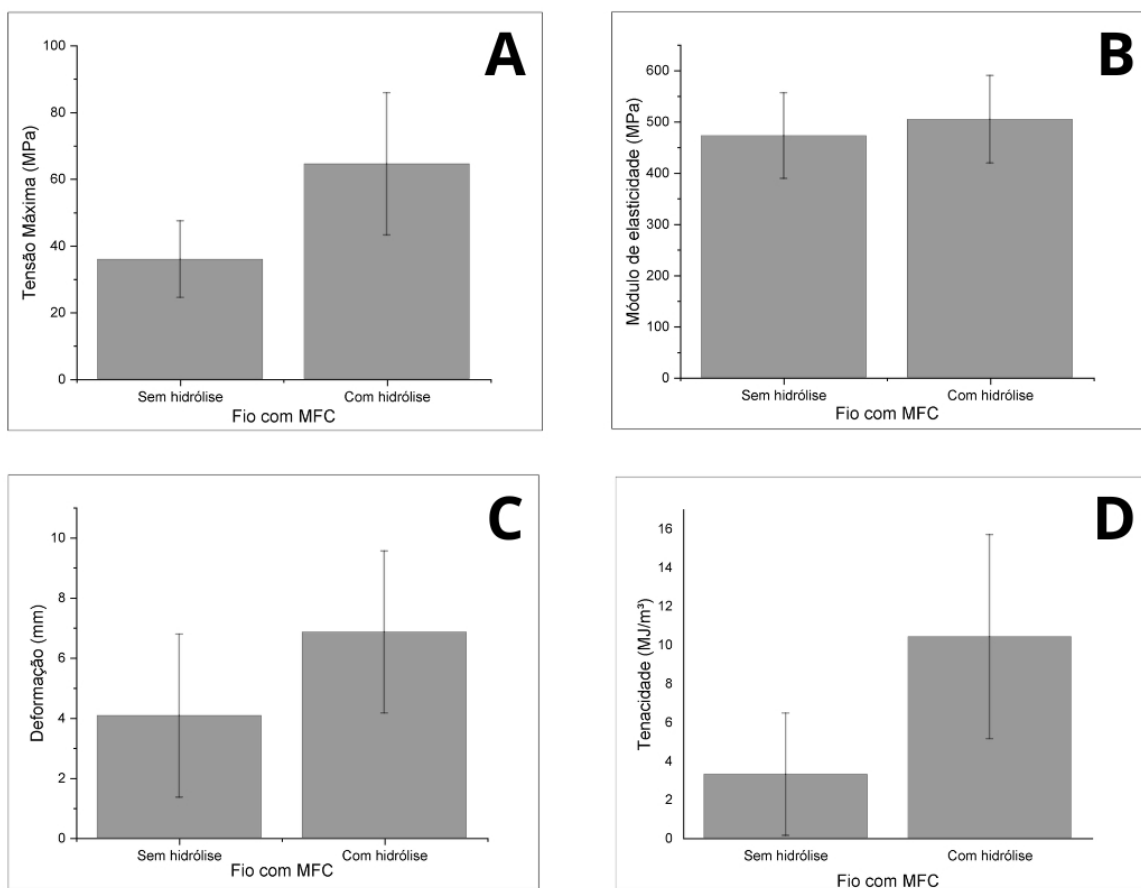 A
Tensão Máxima (MPa)
100
80
60
40
20
0
Sem hidrólise
Com hidrólise
Fio com MFC
B
Módulo de elasticidade (MPa)
600
500
400
300
200
100
0
Sem hidrólise
Com hidrólise
Fio com MFC
C
Deformação (mm)
10
8
6
4
2
0
Sem hidrólise
Com hidrólise
Fio com MFC
D
Tenacidade (MJ/m³)
16
14
12
10
8
6
4
2
0
Sem hidrólise
Com hidrólise
Fio com MFC